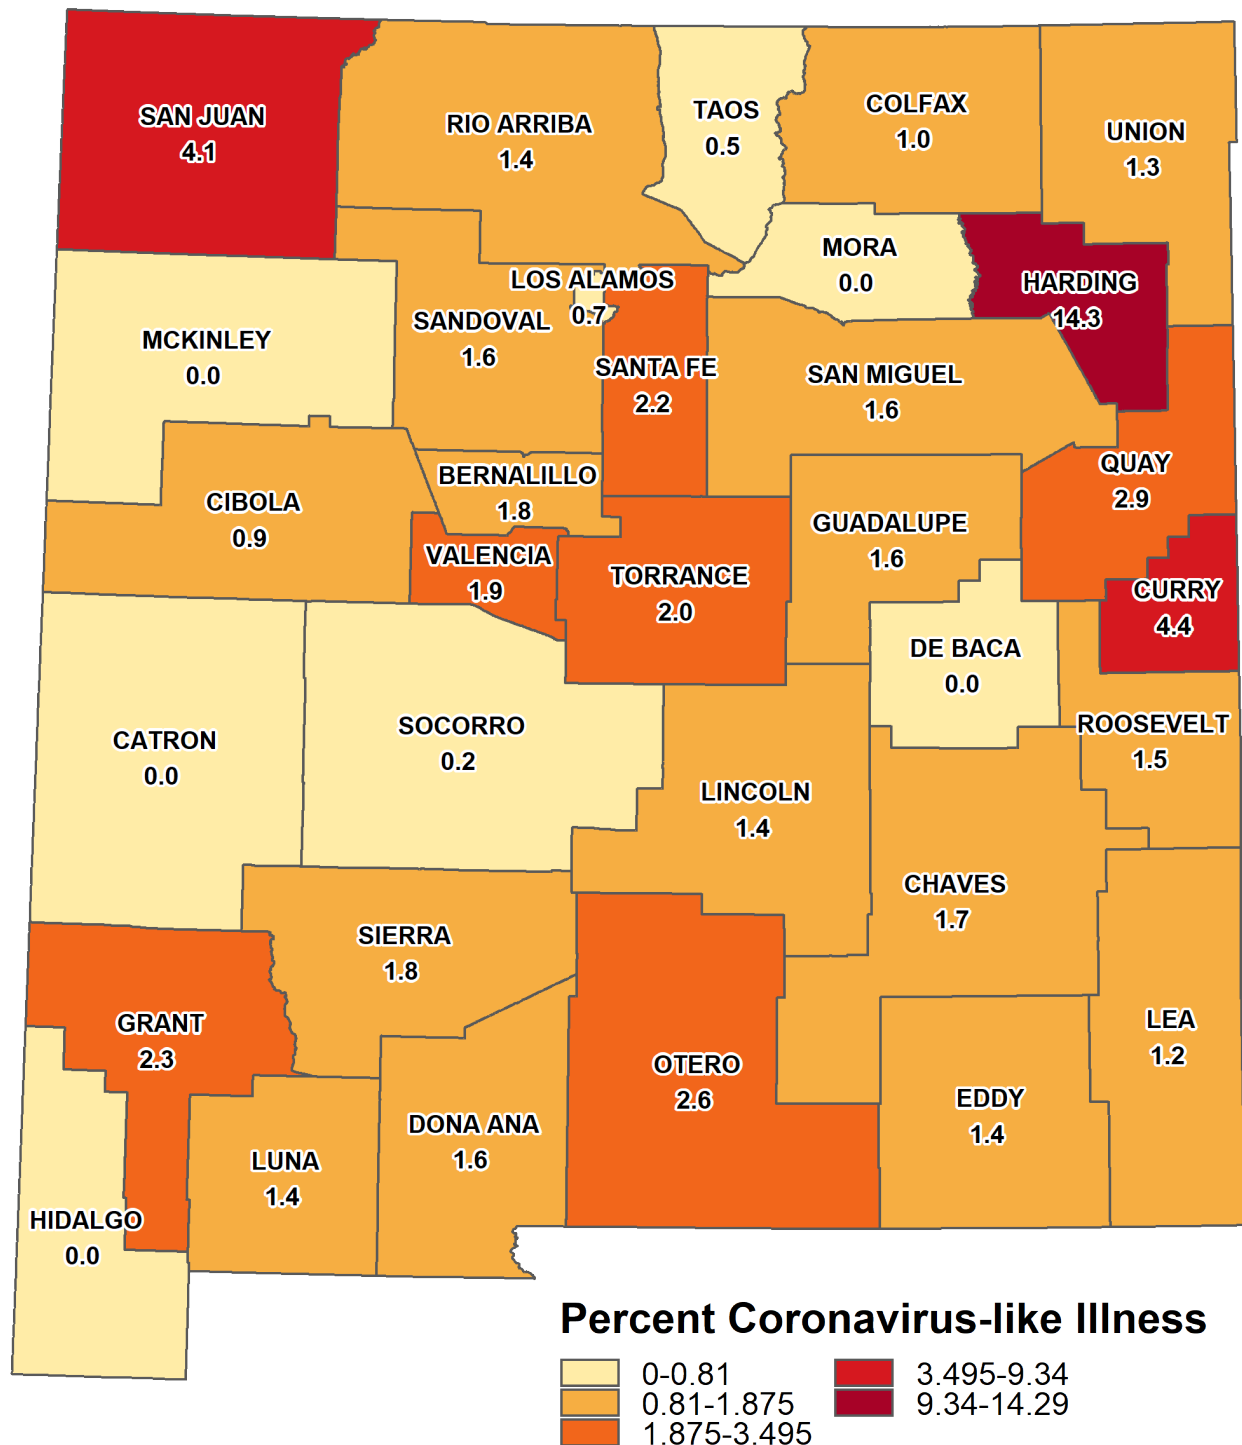 SAN JUAN
4.1
RIO ARRIBA
1.4
TAOS
0.5
COLFAX
1.0
UNION
1.3
MORA
0.0
HARDING
14.3
LOS ALAMOS
0.7
MCKINLEY
0.0
SANDOVAL
1.6
SANTA FE
2.2
SAN MIGUEL
1.6
QUAY
2.9
CIBOLA
0.9
BERNALILLO
1.8
GUADALUPE
1.6
VALENCIA
1.9
TORRANCE
2.0
CURRY
4.4
DE BACA
0.0
CATRON
0.0
SOCORRO
0.2
ROOSEVELT
1.5
LINCOLN
1.4
CHAVES
1.7
SIERRA
1.8
GRANT
2.3
OTERO
2.6
LEA
1.2
EDDY
1.4
DONA ANA
1.6
LUNA
1.4
HIDALGO
0.0
Percent Coronavirus-like Illness
0-0.81
0.81-1.875
1.875-3.495
3.495-9.34
9.34-14.29